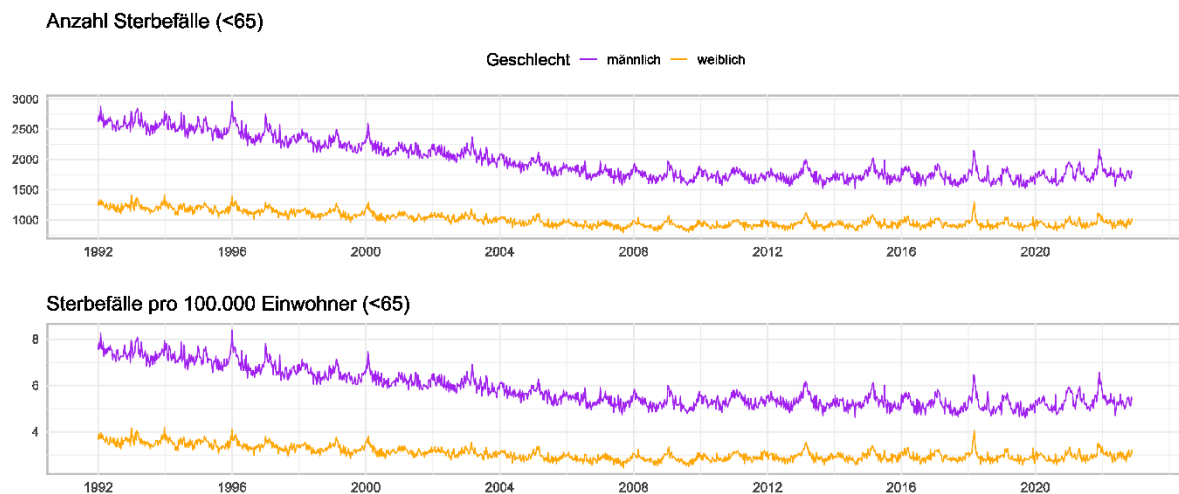 Anzahl Sterbefälle (<65)
Geschlecht männlich weiblich
3000
2500
2000
1500
1000
1992 1996 2000 2004 2008 2012 2016 2020
Sterbefälle pro 100.000 Einwohner (<65)
8
6
4
1992 1996 2000 2004 2008 2012 2016 2020